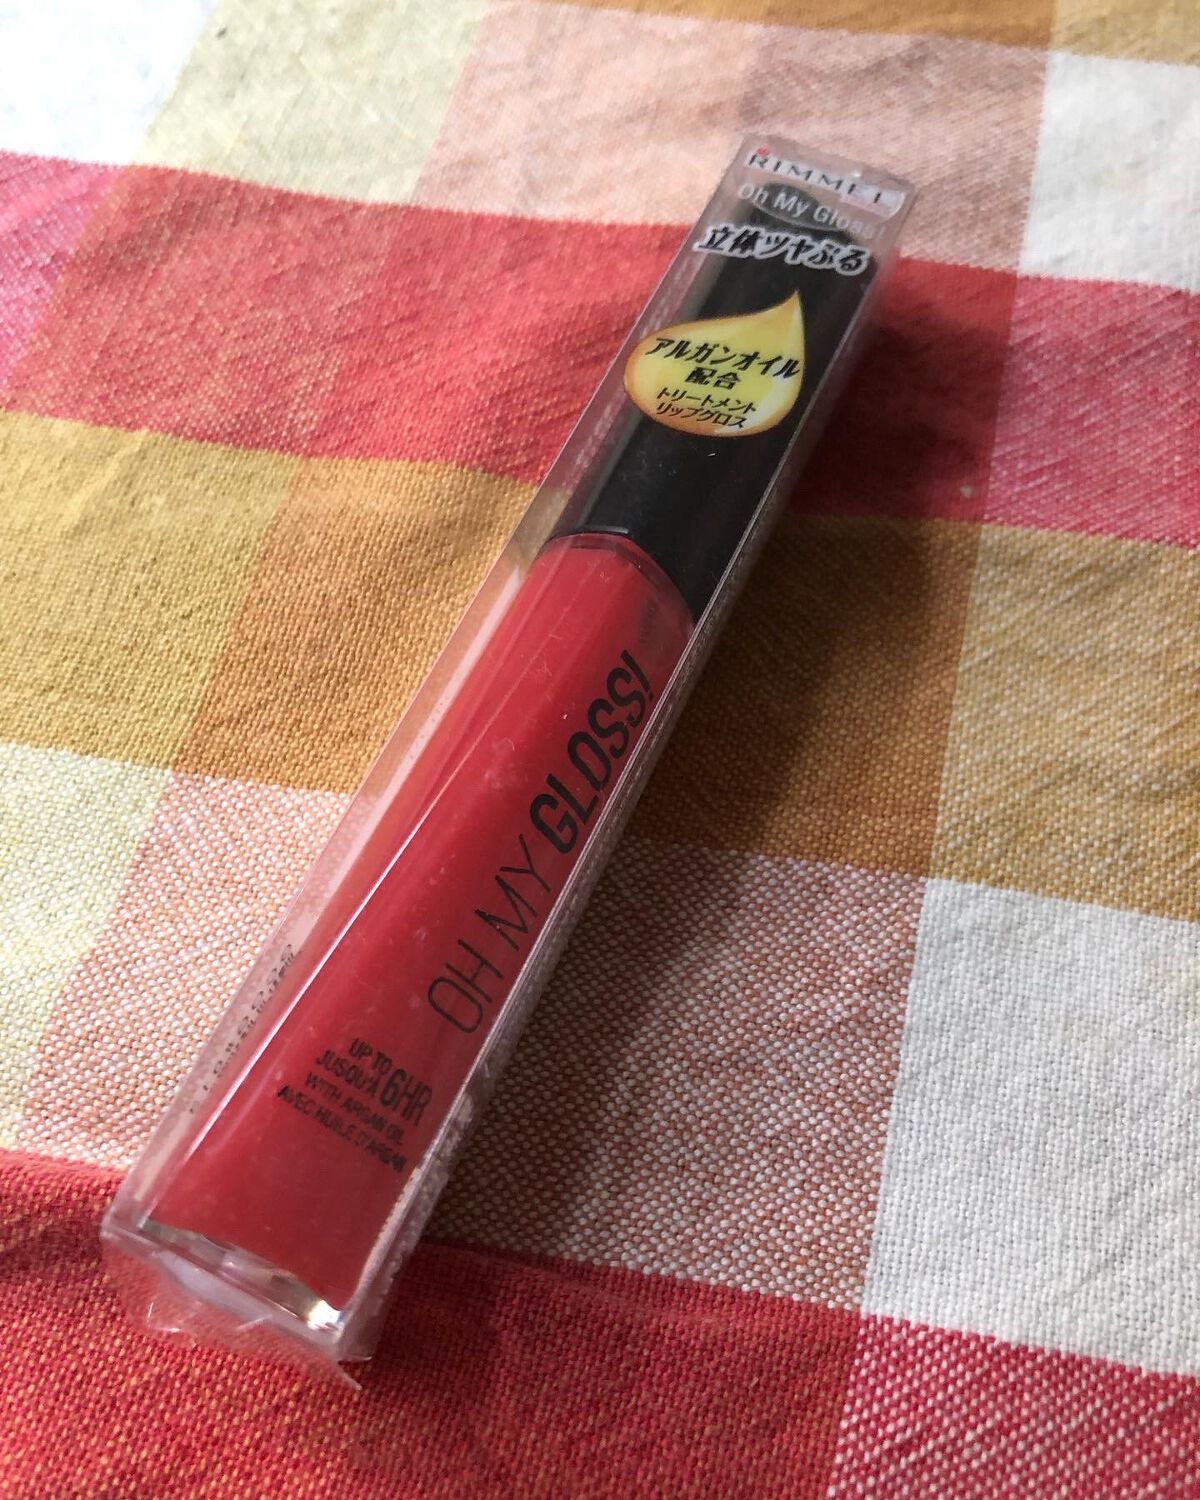 RIMMEL
Oh My Gloss!
立体ツヤぷる
アルガンオイル
配合
トリートメント
リップグロス
OH MY GLOSS!
UP TO
JUSQU'À 6HR
WITH ARGAN OIL
AVEC HUILE D'ARGAN